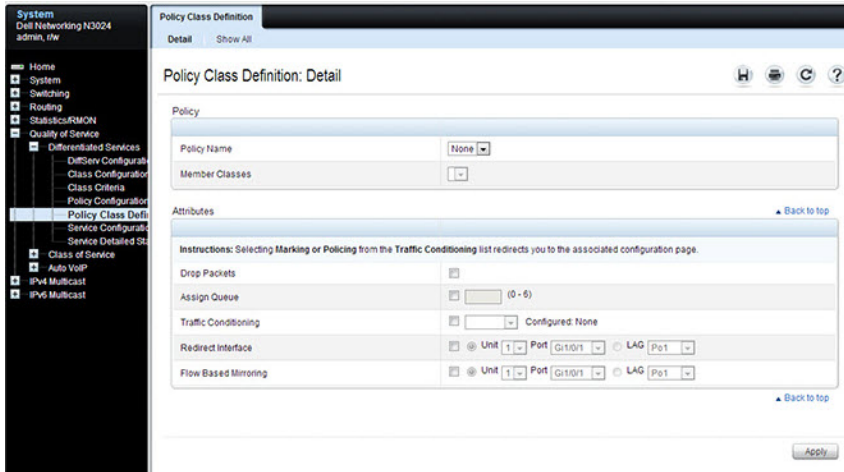 System
Dell Networking N3024
admin, r/w
Home
System
Switching
Routing
Statistics/RMON
Quality of Service
Differentiated Services
DiffServ Configurati
Class Configuration
Class Criteria
Policy Configuration
Policy Class Defi
Service Configuratio
Service Detailed Sta
Class of Service
Auto VoIP
IPv4 Multicast
IPv6 Multicast
Policy Class Definition
Detail Show All
Policy Class Definition: Detail
?
Policy
Policy Name None
Member Classes
Attributes Back to top
Instructions: Selecting Marking or Policing from the Traffic Conditioning list redirects you to the associated configuration page.
Drop Packets
Assign Queue (0 - 6)
Traffic Conditioning Configured: None
Redirect Interface Unit 1 Port Gi1/0/1 LAG Po1
Flow Based Mirroring Unit 1 Port Gi1/0/1 LAG Po1
Back to top
Apply